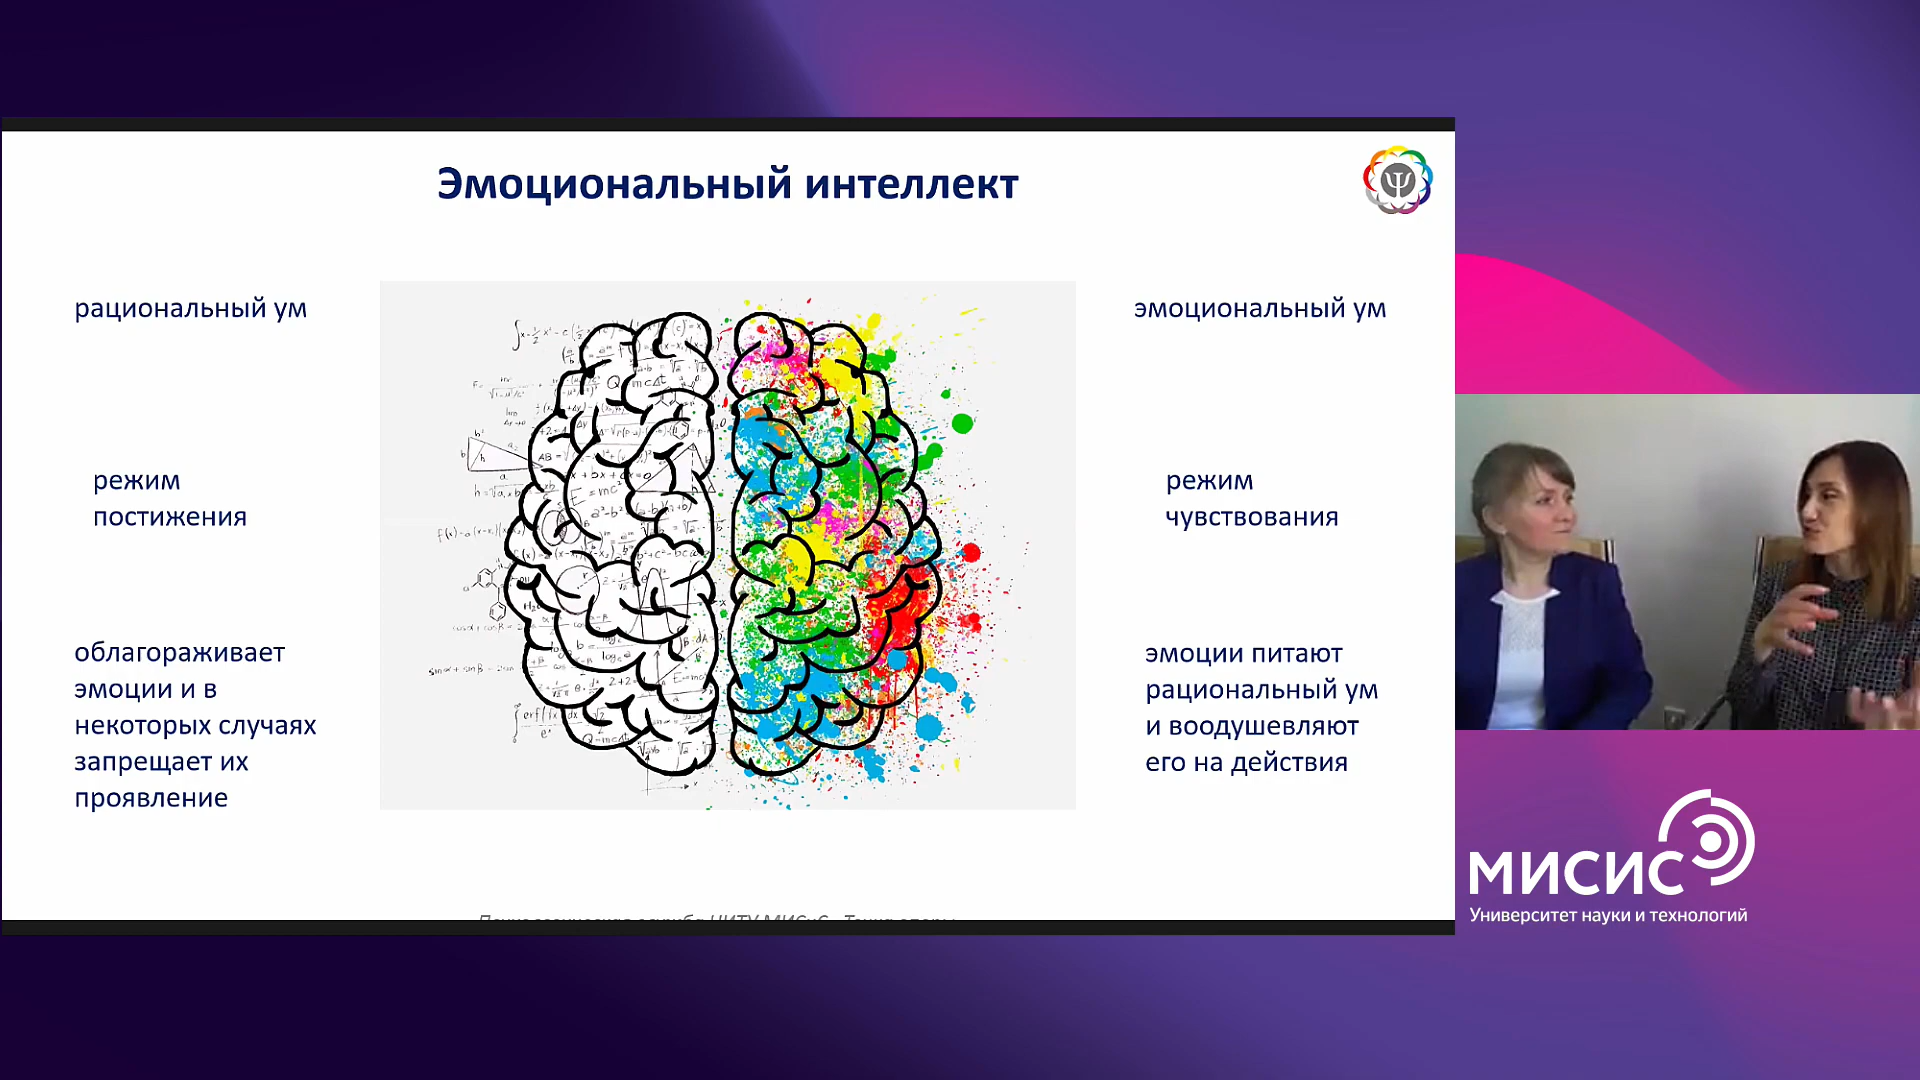 Эмоциональный интеллект
рациональный ум
эмоциональный ум
режим
постижения
режим
чувствования
облагораживает
эмоции и в
некоторых случаях
запрещает их
проявление
эмоции питают
рациональный ум
и воодушевляют
его на действия
МИСИС
Университет науки и технологий